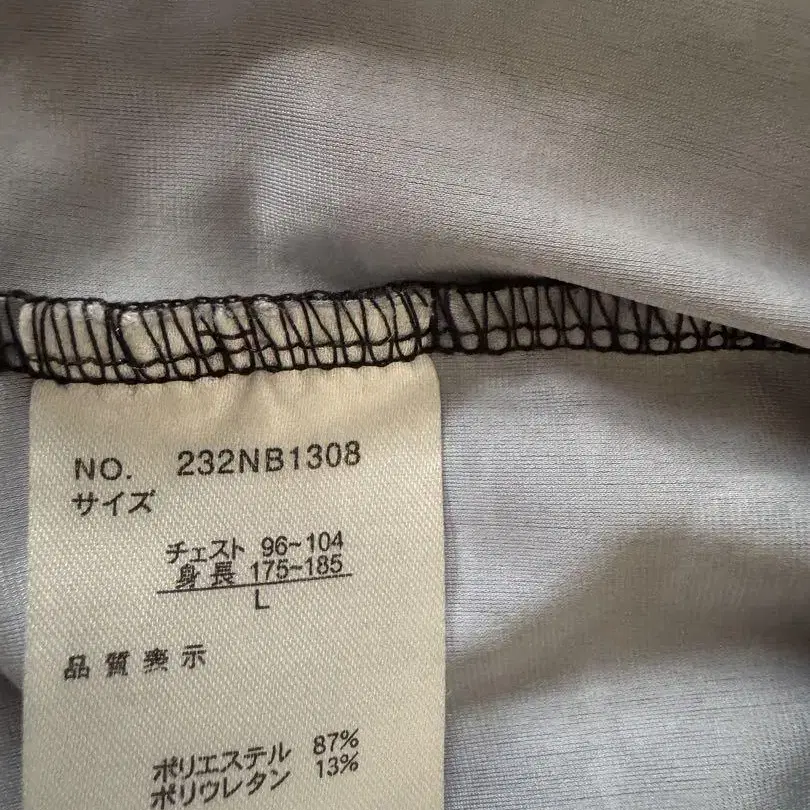 NO. 232NB1308
サイズ
チェスト 96~104
身長 175~185
L
品質表示
ポリエステル 87%
ポリウレタン 13%